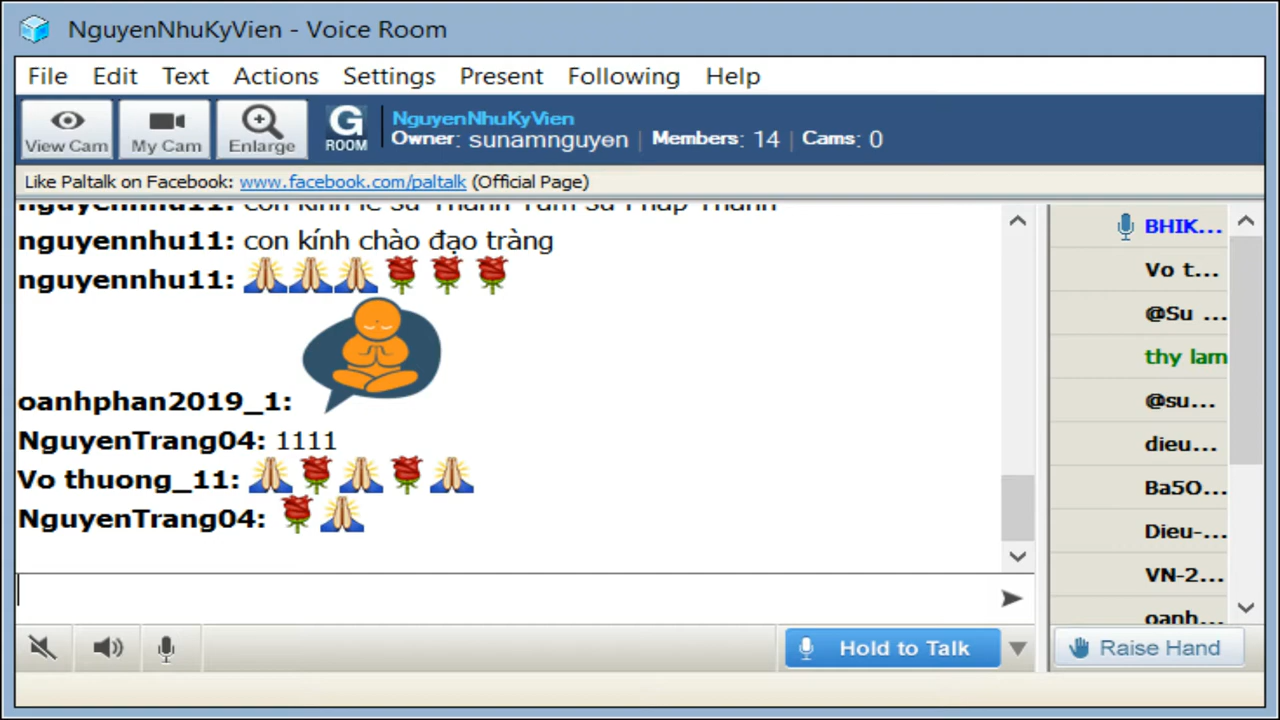 NguyenNhuKyVien - Voice Room
File Edit Text Actions Settings Present Following Help
View Cam My Cam Enlarge G ROOM
NguyenNhuKyVien
Owner: sunamnguyen | Members: 14 | Cams: 0
Like Paltalk on Facebook: www.facebook.com/paltalk (Official Page)
nguyennhu11:
nguyennhu11: con kính chào đạo tràng
nguyennhu11: 🙏🙏🙏🌹🌹🌹
oanhphan2019_1:
NguyenTrang04: 1111
Vo thuong_11: 🙏🌹🙏🌹🙏
NguyenTrang04: 🌹🙏
BHIK...
Vo t...
@Su ...
thy lam
@su...
dieu...
Ba5O...
Dieu-...
VN-2...
oanh...
Hold to Talk
Raise Hand